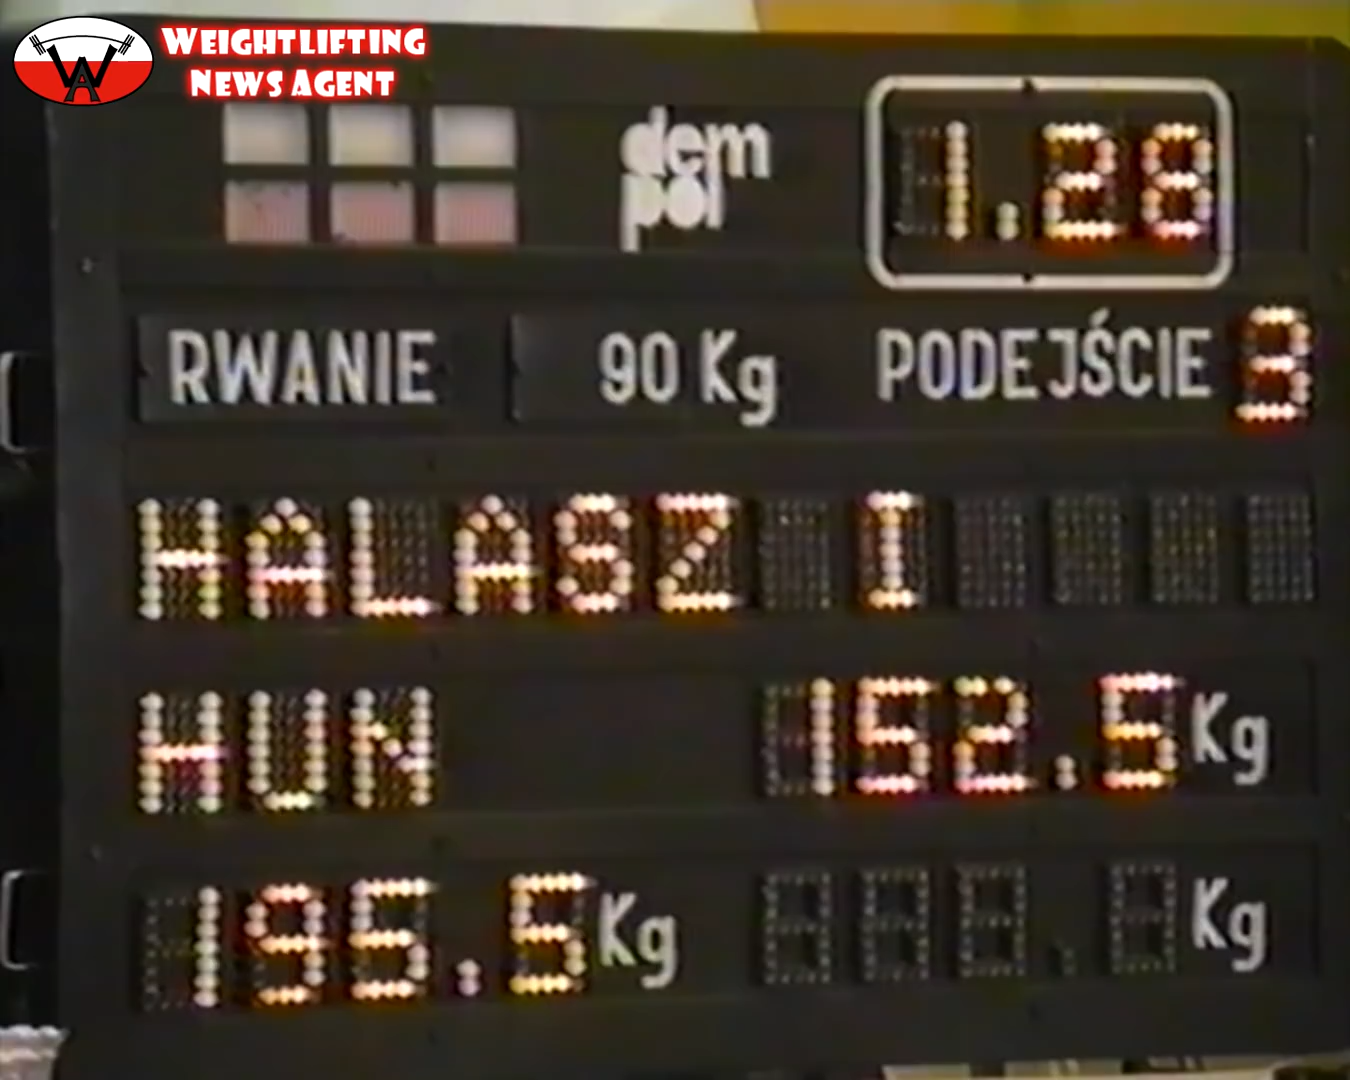 WEIGHTLIFTING
NEWS AGENT
dem
pol
1.28
RWANIE 90 Kg PODEJŚCIE 3
HALASZ I
HUN 152.5 Kg
195.5 Kg Kg